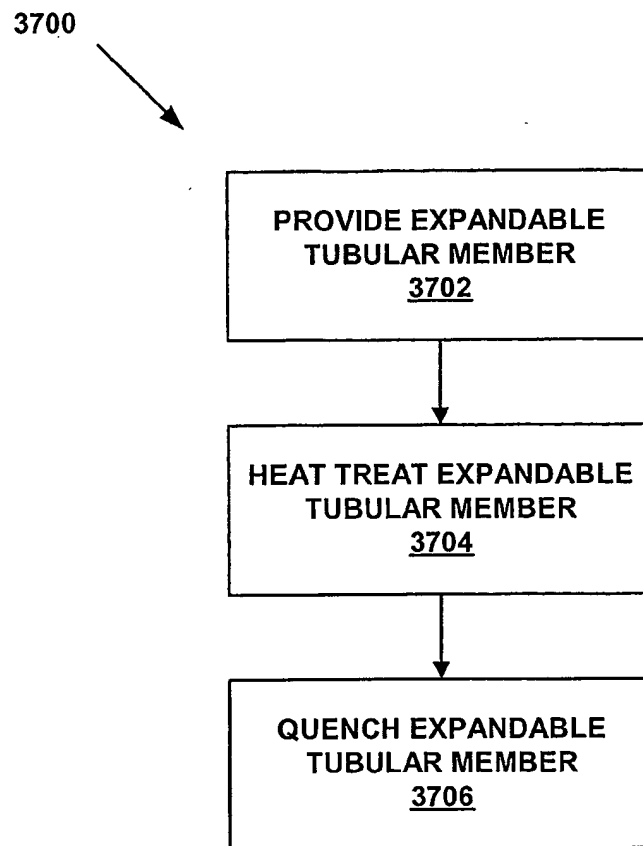 3700
PROVIDE EXPANDABLE
TUBULAR MEMBER
3702
HEAT TREAT EXPANDABLE
TUBULAR MEMBER
3704
QUENCH EXPANDABLE
TUBULAR MEMBER
3706